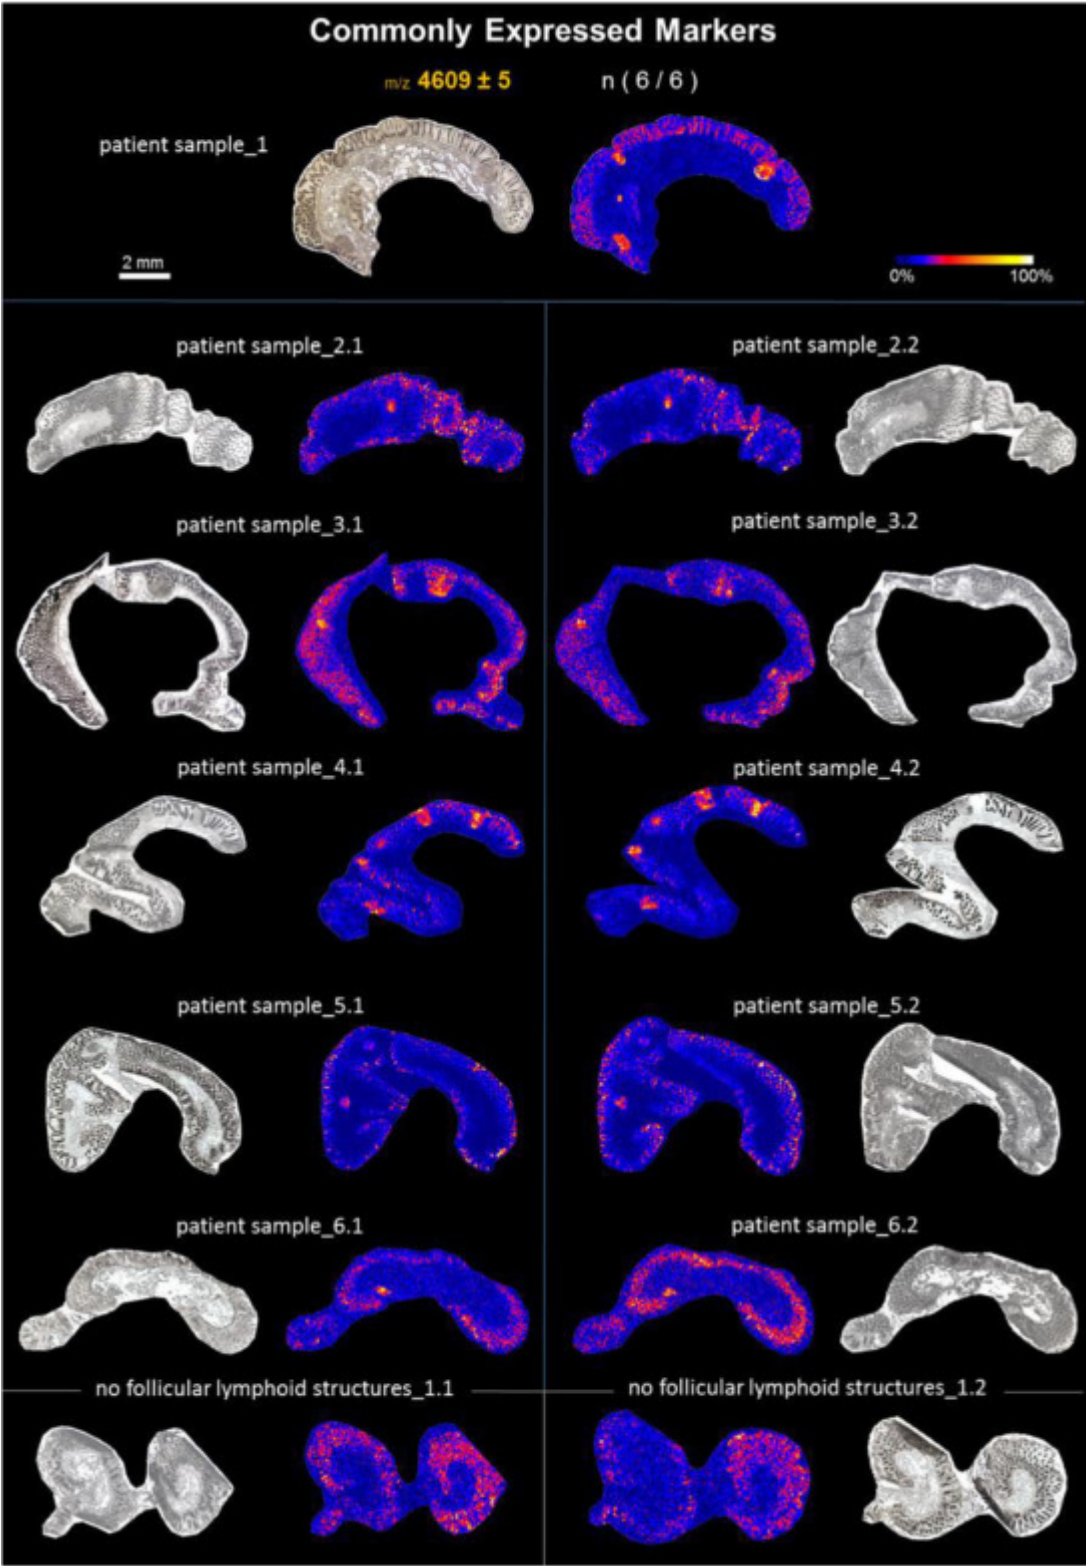 Commonly Expressed Markers
m/z 4609 ± 5 n ( 6 / 6 )
patient sample_1
2 mm
0% 100%
patient sample_2.1 patient sample_2.2
patient sample_3.1 patient sample_3.2
patient sample_4.1 patient sample_4.2
patient sample_5.1 patient sample_5.2
patient sample_6.1 patient sample_6.2
no follicular lymphoid structures_1.1 no follicular lymphoid structures_1.2